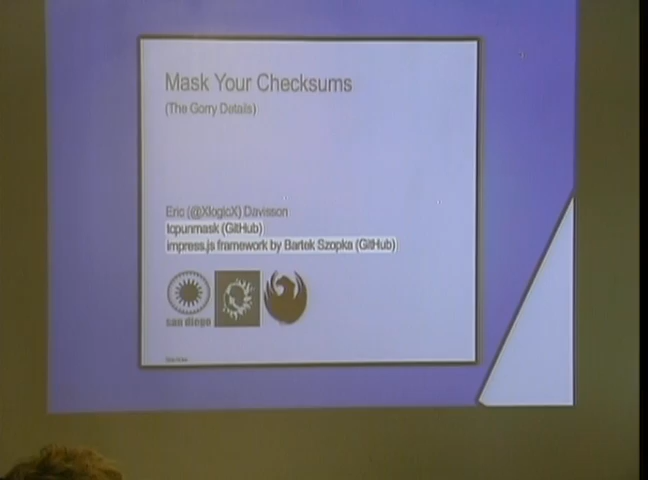 Mask Your Checksums
(The Gorry Details)
Eric (@XlogicX) Davisson
tcpunmask (GitHub)
impress.js framework by Bartek Szopka (GitHub)
san diego